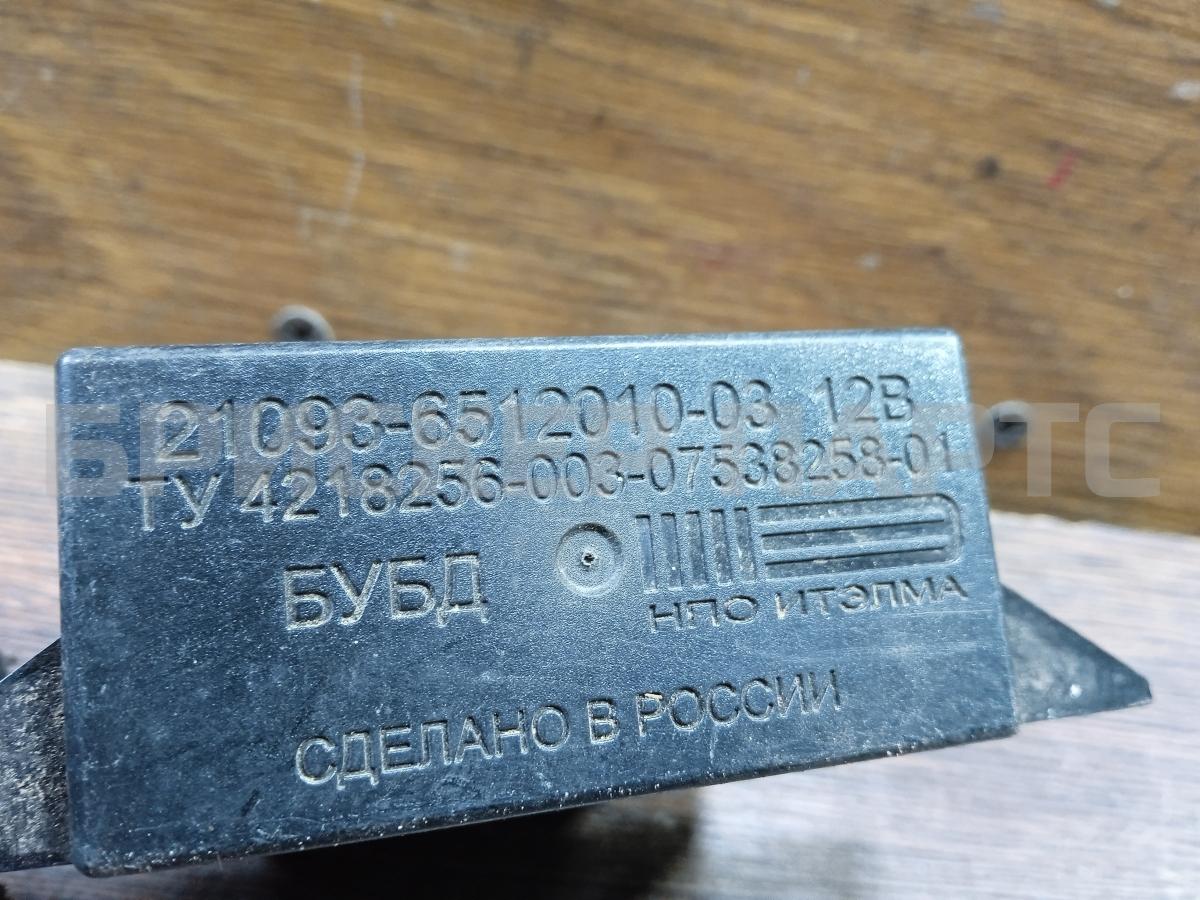 21093-6512010-03 12В
ТУ 4218256-003-07538258-01
БУБД
НПО ИТЭЛМА
СДЕЛАНО В РОССИИ